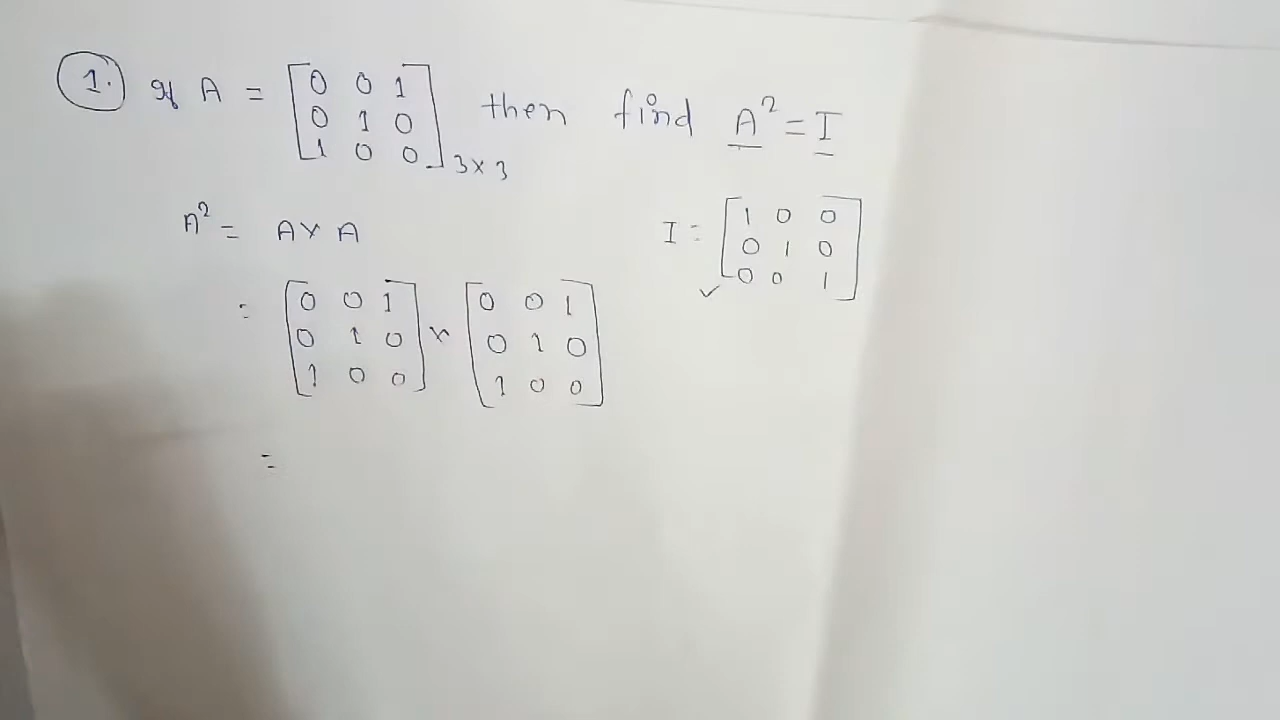 1. If A = [0 0 1
0 1 0
1 0 0] 3×3 then find A² = I
A² = A × A
I = [1 0 0
0 1 0
0 0 1]
= [0 0 1
0 1 0
1 0 0] × [0 0 1
0 1 0
1 0 0]
=